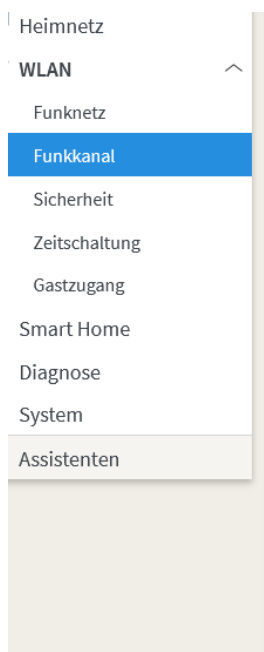 Heimnetz
WLAN
Funknetz
Funkkanal
Sicherheit
Zeitschaltung
Gastzugang
Smart Home
Diagnose
System
Assistenten